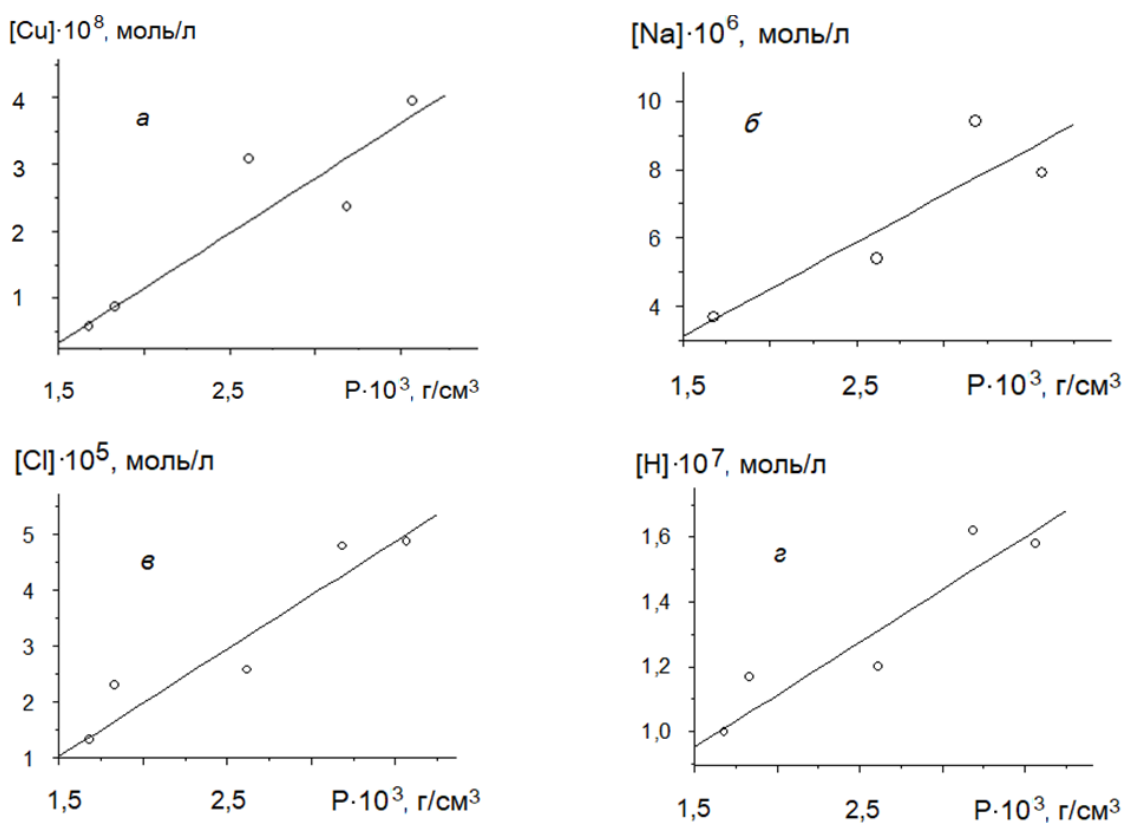 [Cu]·10⁸, моль/л
4
а
3
2
1
1,5 2,5 P·10³, г/см³
[Na]·10⁶, моль/л
10
б
8
6
4
1,5 2,5 P·10³, г/см³
[Cl]·10⁵, моль/л
5
в
4
3
2
1
1,5 2,5 P·10³, г/см³
[H]·10⁷, моль/л
1,6
г
1,4
1,2
1,0
1,5 2,5 P·10³, г/см³